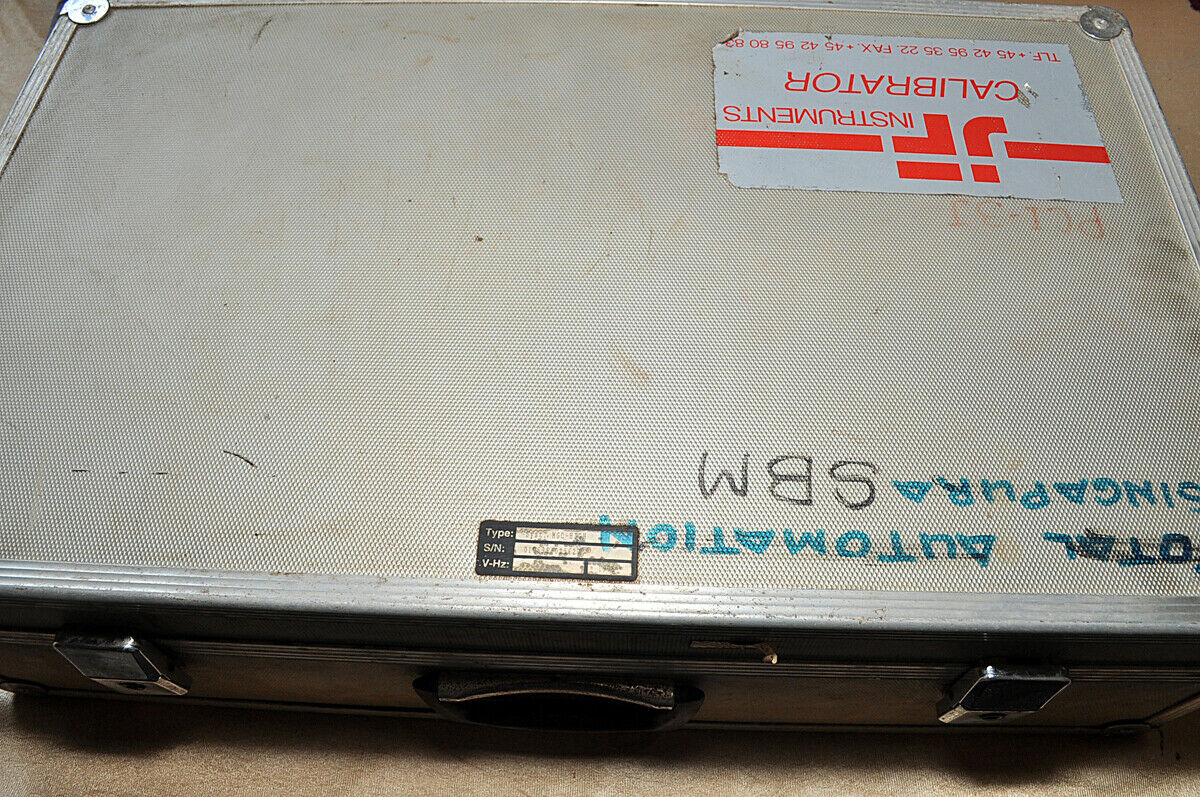 JF
INSTRUMENTS
CALIBRATOR
TLF. +45 42 95 35 22. FAX. +45 42 95 80 83
PCL-
TOTAL AUTOMATION,
SINGAPURA SBM
Type:
S/N:
V-Hz: